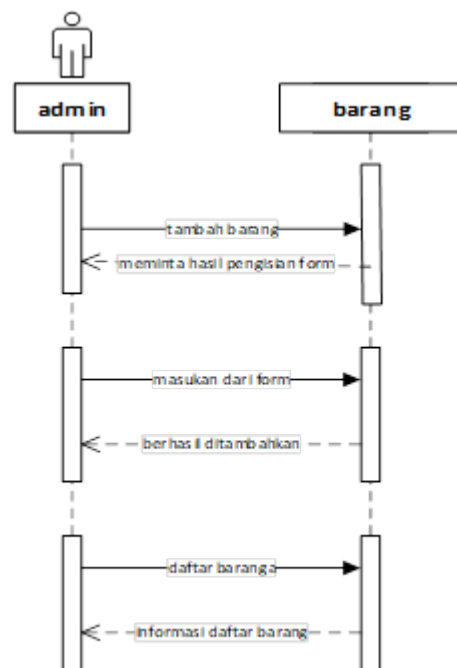 admin
barang
tambah barang
meminta hasil pengisian form
masukan dari form
berhasil ditambahkan
daftar baranga
informasi daftar barang